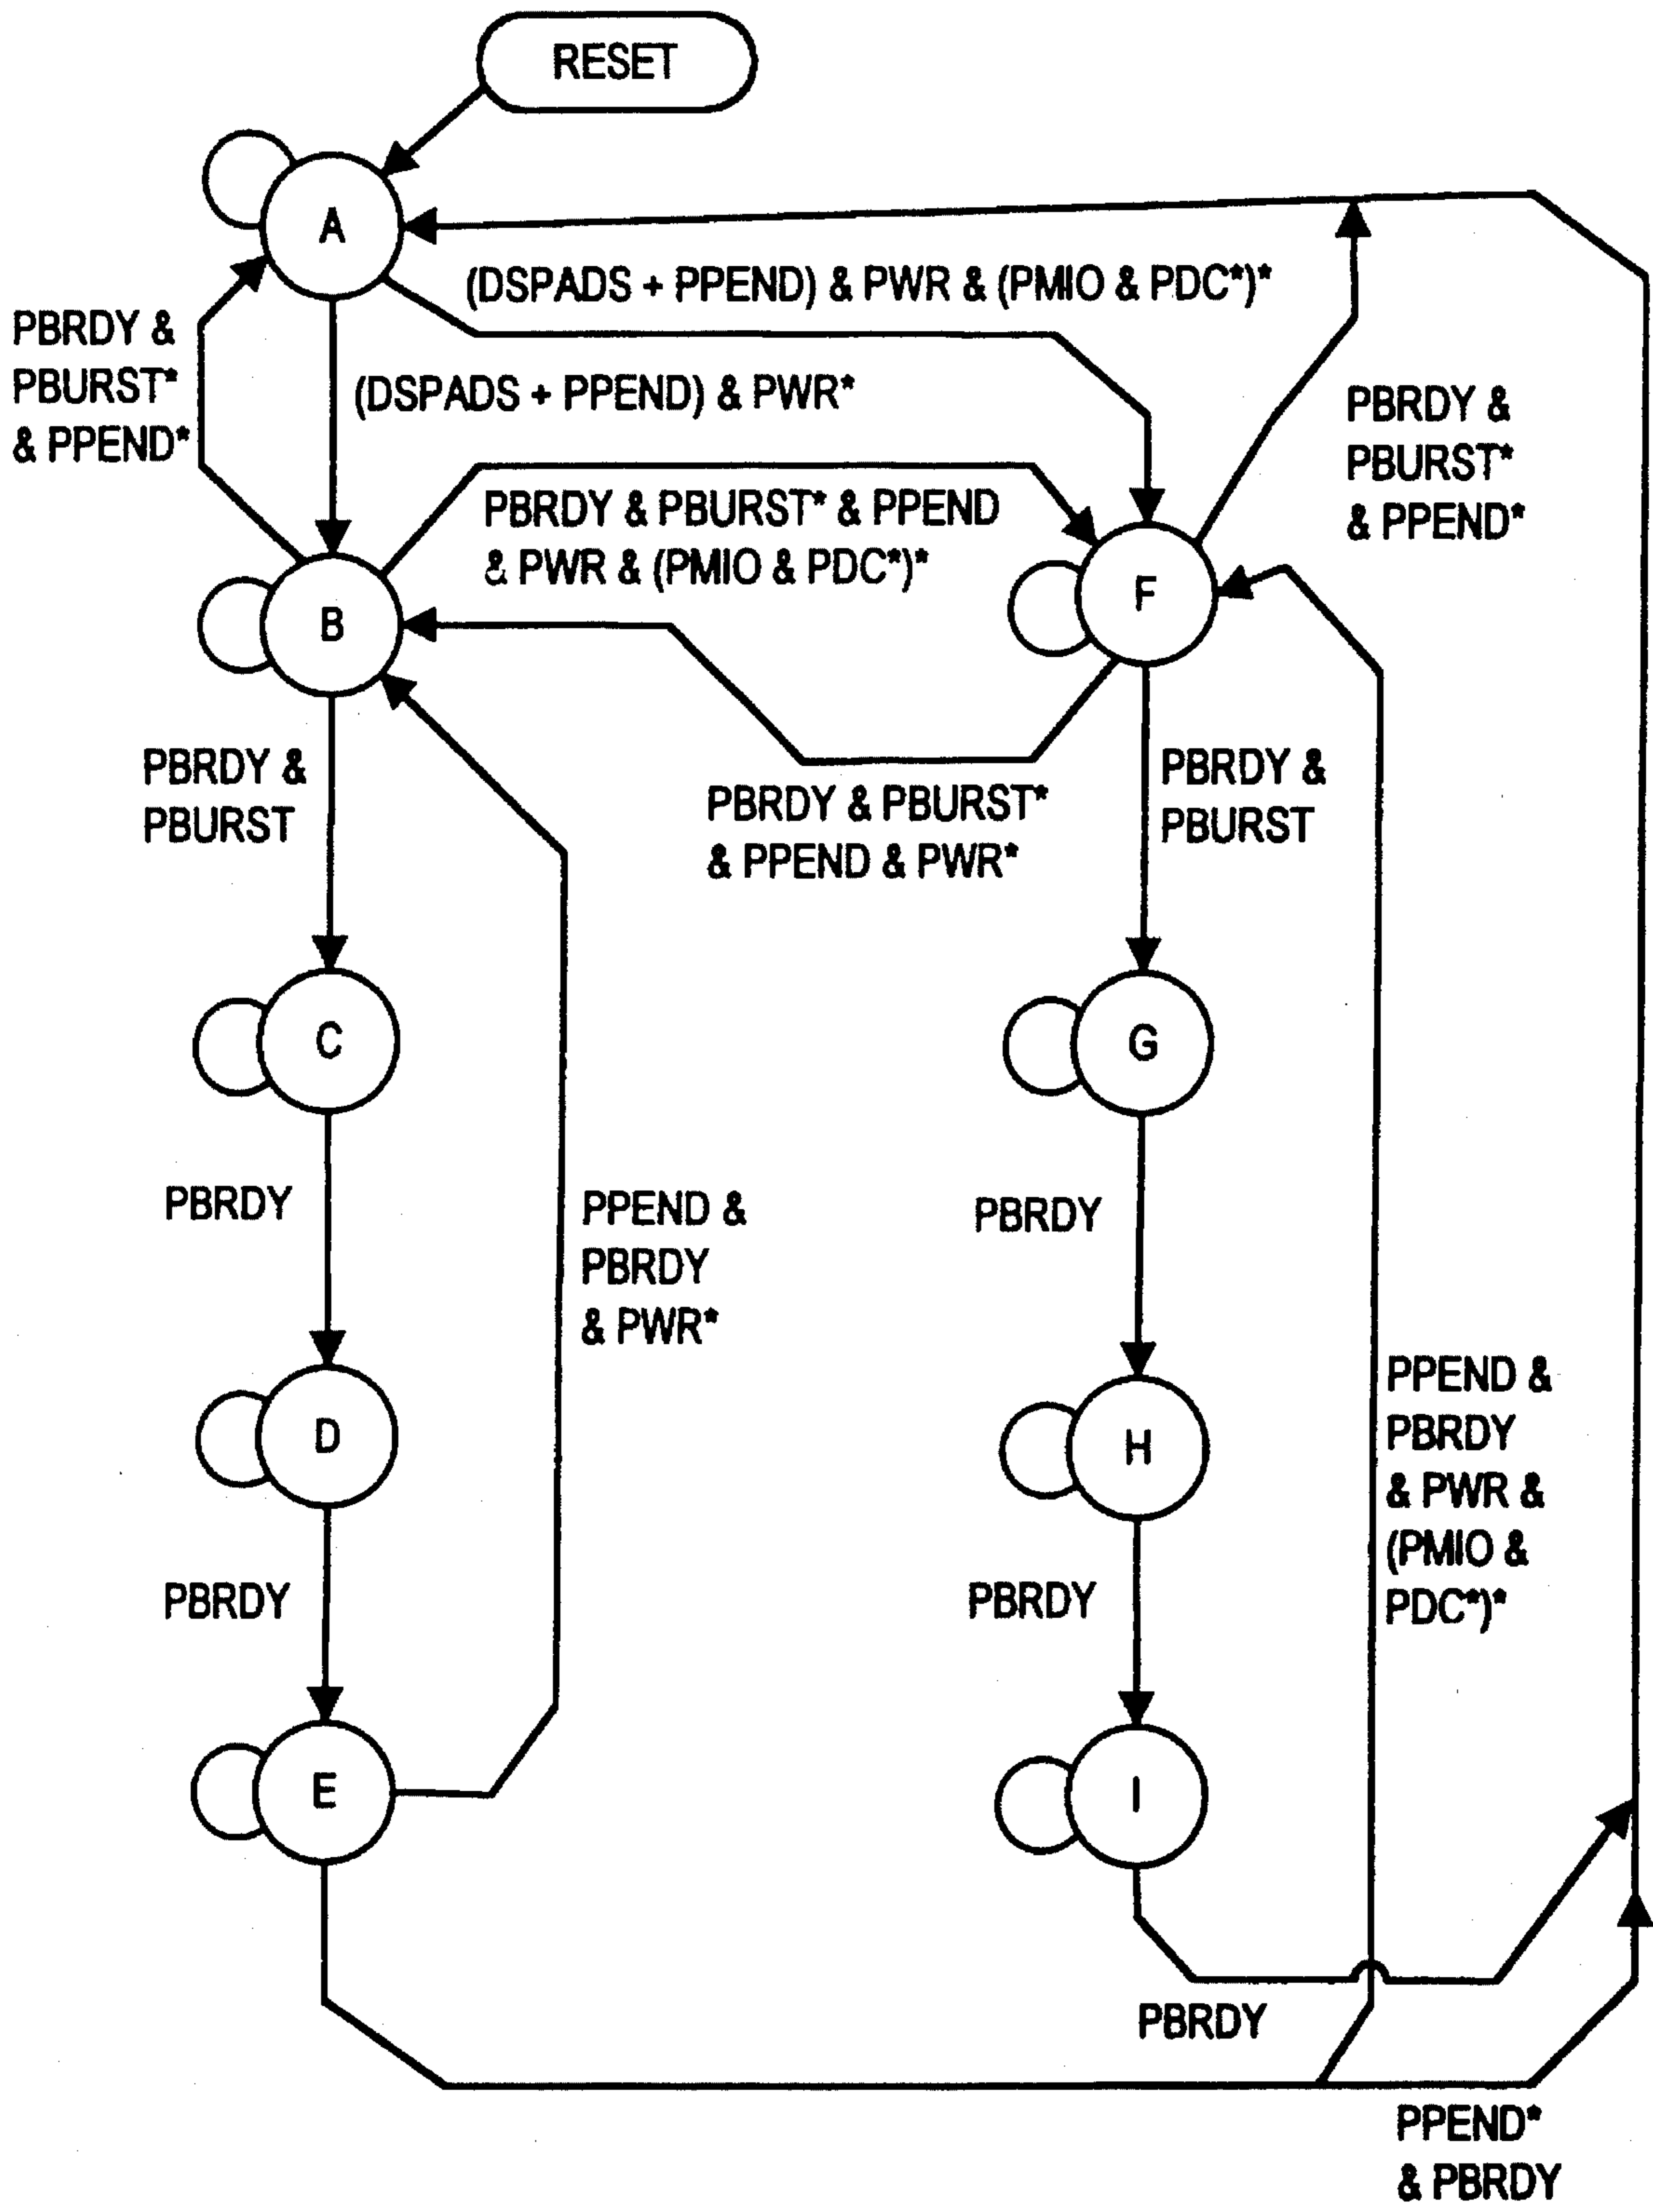 RESET
A
(DSPADS + PPEND) & PWR & (PMIO & PDC*)*
PBRDY &
PBURST*
& PPEND*
(DSPADS + PPEND) & PWR*
PBRDY &
PBURST*
& PPEND*
PBRDY & PBURST* & PPEND
& PWR & (PMIO & PDC*)*
B
F
PBRDY &
PBURST
PBRDY & PBURST*
& PPEND & PWR*
PBRDY &
PBURST
C
G
PBRDY
PPEND &
PBRDY
& PWR*
PBRDY
D
H
PPEND &
PBRDY
& PWR &
(PMIO &
PDC*)*
PBRDY
PBRDY
E
I
PBRDY
PPEND*
& PBRDY